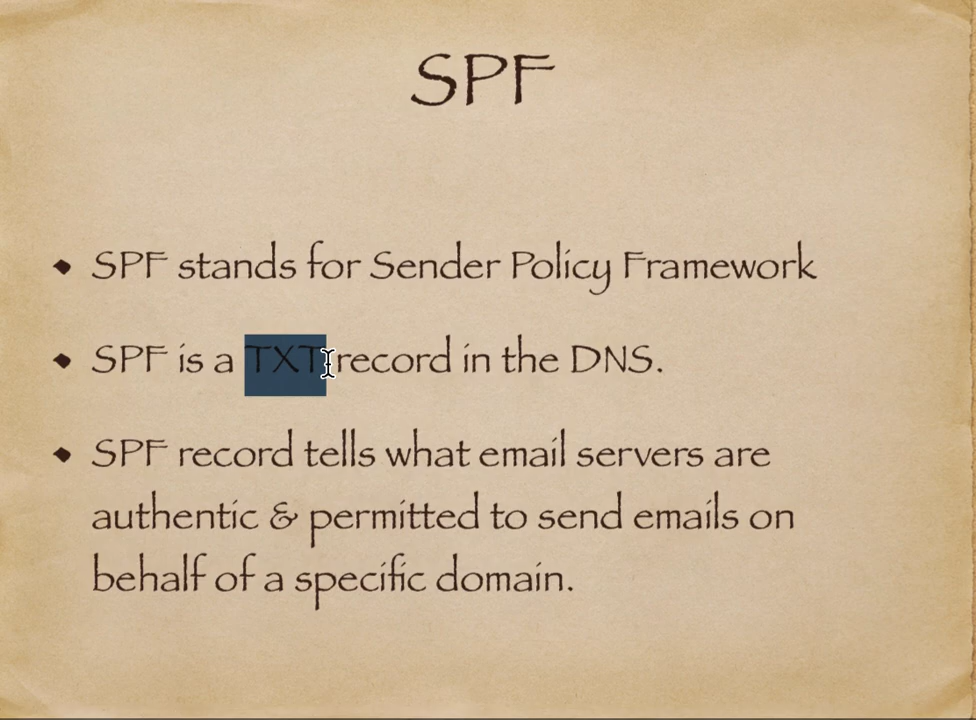 SPF
• SPF stands for Sender Policy Framework
• SPF is a TXT record in the DNS.
• SPF record tells what email servers are
authentic & permitted to send emails on
behalf of a specific domain.